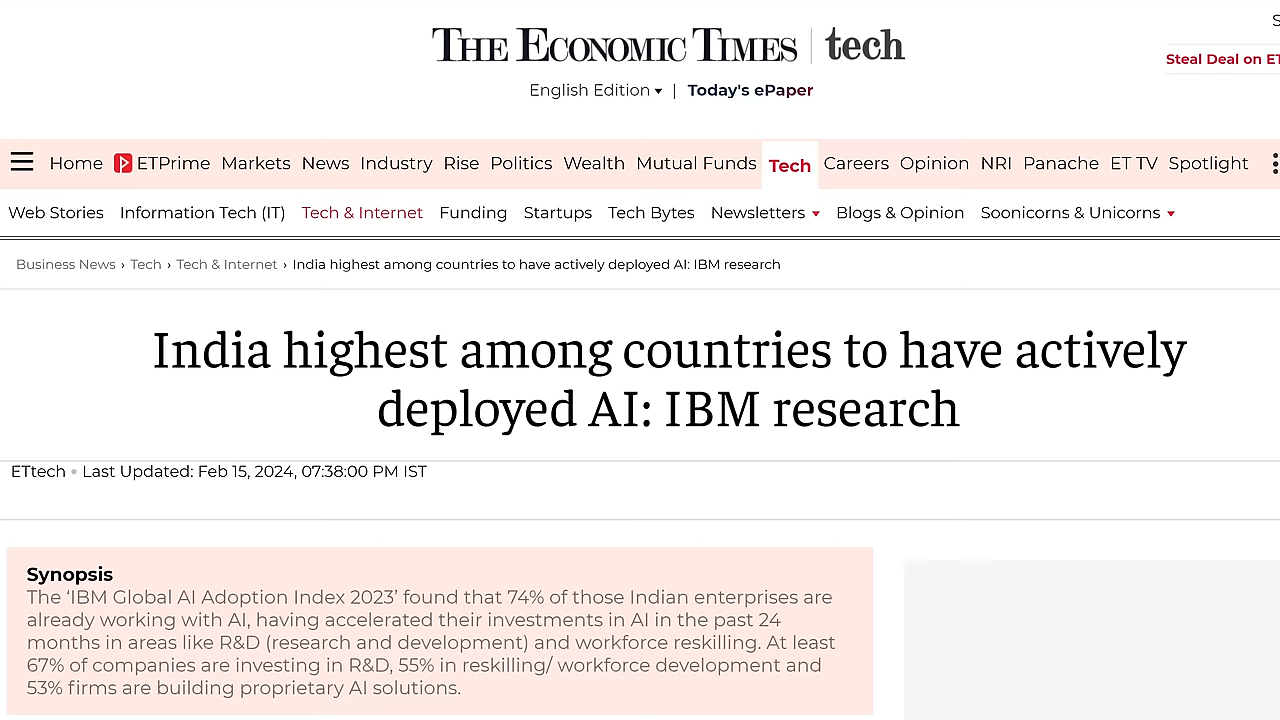 THE ECONOMIC TIMES | tech
S
Steal Deal on ET
English Edition | Today's ePaper
Home ETPrime Markets News Industry Rise Politics Wealth Mutual Funds Tech Careers Opinion NRI Panache ET TV Spotlight
Web Stories Information Tech (IT) Tech & Internet Funding Startups Tech Bytes Newsletters Blogs & Opinion Soonicorns & Unicorns
Business News › Tech › Tech & Internet › India highest among countries to have actively deployed AI: IBM research
India highest among countries to have actively
deployed AI: IBM research
ETtech • Last Updated: Feb 15, 2024, 07:38:00 PM IST
Synopsis
The ‘IBM Global AI Adoption Index 2023’ found that 74% of those Indian enterprises are
already working with AI, having accelerated their investments in AI in the past 24
months in areas like R&D (research and development) and workforce reskilling. At least
67% of companies are investing in R&D, 55% in reskilling/ workforce development and
53% firms are building proprietary AI solutions.